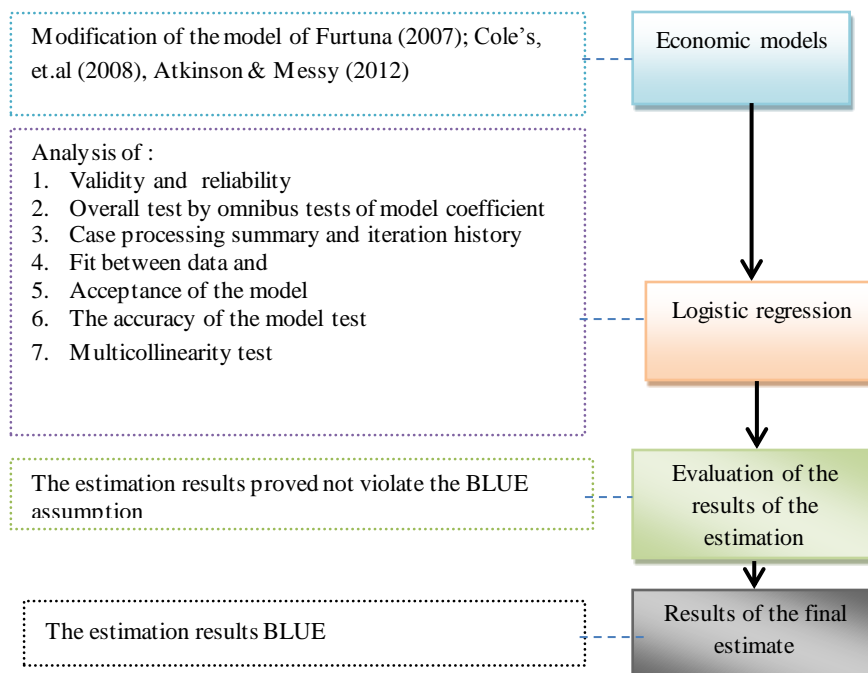 Modification of the model of Furtuna (2007); Cole's,
et.al (2008), Atkinson & Messy (2012)
Economic models
Analysis of :
1. Validity and reliability
2. Overall test by omnibus tests of model coefficient
3. Case processing summary and iteration history
4. Fit between data and
5. Acceptance of the model
6. The accuracy of the model test
7. Multicollinearity test
Logistic regression
The estimation results proved not violate the BLUE
assumption
Evaluation of the
results of the
estimation
The estimation results BLUE
Results of the final
estimate